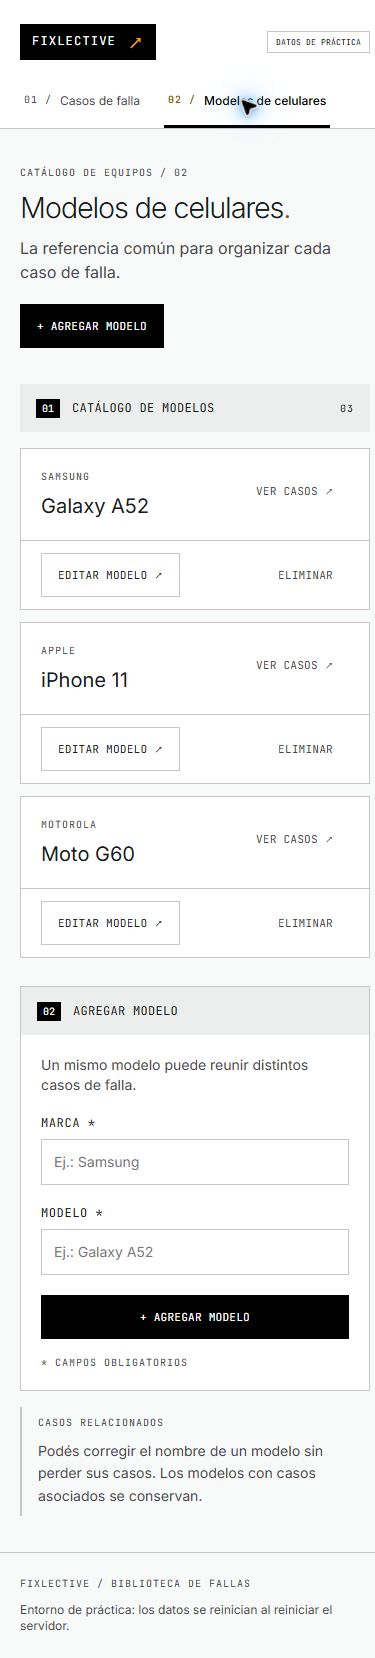 FIXLECTIVE ↗
DATOS DE PRÁCTICA
01 / Casos de falla
02 / Modelos de celulares
CATÁLOGO DE EQUIPOS / 02
Modelos de celulares.
La referencia común para organizar cada
caso de falla.
+ AGREGAR MODELO
01 CATÁLOGO DE MODELOS 03
SAMSUNG
Galaxy A52
VER CASOS ↗
EDITAR MODELO ↗
ELIMINAR
APPLE
iPhone 11
VER CASOS ↗
EDITAR MODELO ↗
ELIMINAR
MOTOROLA
Moto G60
VER CASOS ↗
EDITAR MODELO ↗
ELIMINAR
02 AGREGAR MODELO
Un mismo modelo puede reunir distintos
casos de falla.
MARCA *
Ej.: Samsung
MODELO *
Ej.: Galaxy A52
+ AGREGAR MODELO
* CAMPOS OBLIGATORIOS
CASOS RELACIONADOS
Podés corregir el nombre de un modelo sin
perder sus casos. Los modelos con casos
asociados se conservan.
FIXLECTIVE / BIBLIOTECA DE FALLAS
Entorno de práctica: los datos se reinician al reiniciar el
servidor.